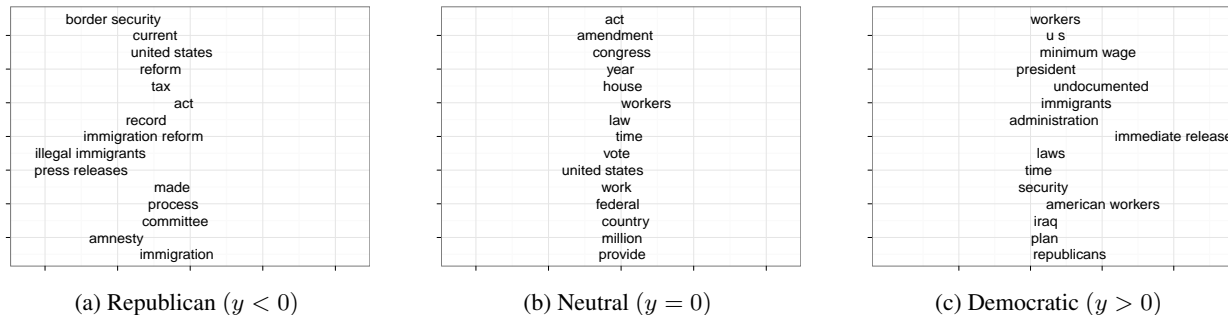 border security
current
united states
reform
tax
act
record
immigration reform
illegal immigrants
press releases
made
process
committee
amnesty
immigration
(a) Republican (y < 0)
act
amendment
congress
year
house
workers
law
time
vote
united states
work
federal
country
million
provide
(b) Neutral (y = 0)
workers
u s
minimum wage
president
undocumented
immigrants
administration
immediate release
laws
time
security
american workers
iraq
plan
republicans
(c) Democratic (y > 0)